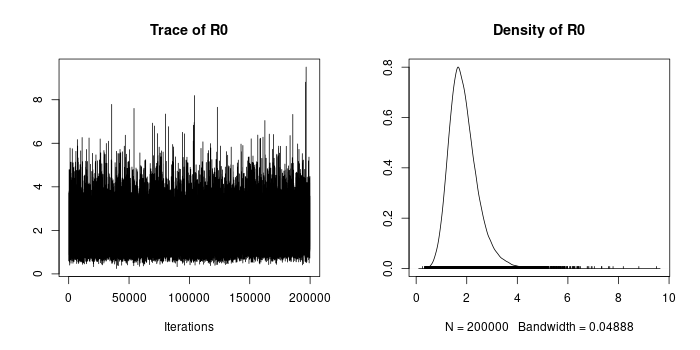 Trace of R0
8
6
4
2
0
0 50000 100000 150000 200000
Iterations
Density of R0
0.8
0.6
0.4
0.2
0.0
0 2 4 6 8 10
N = 200000 Bandwidth = 0.04888